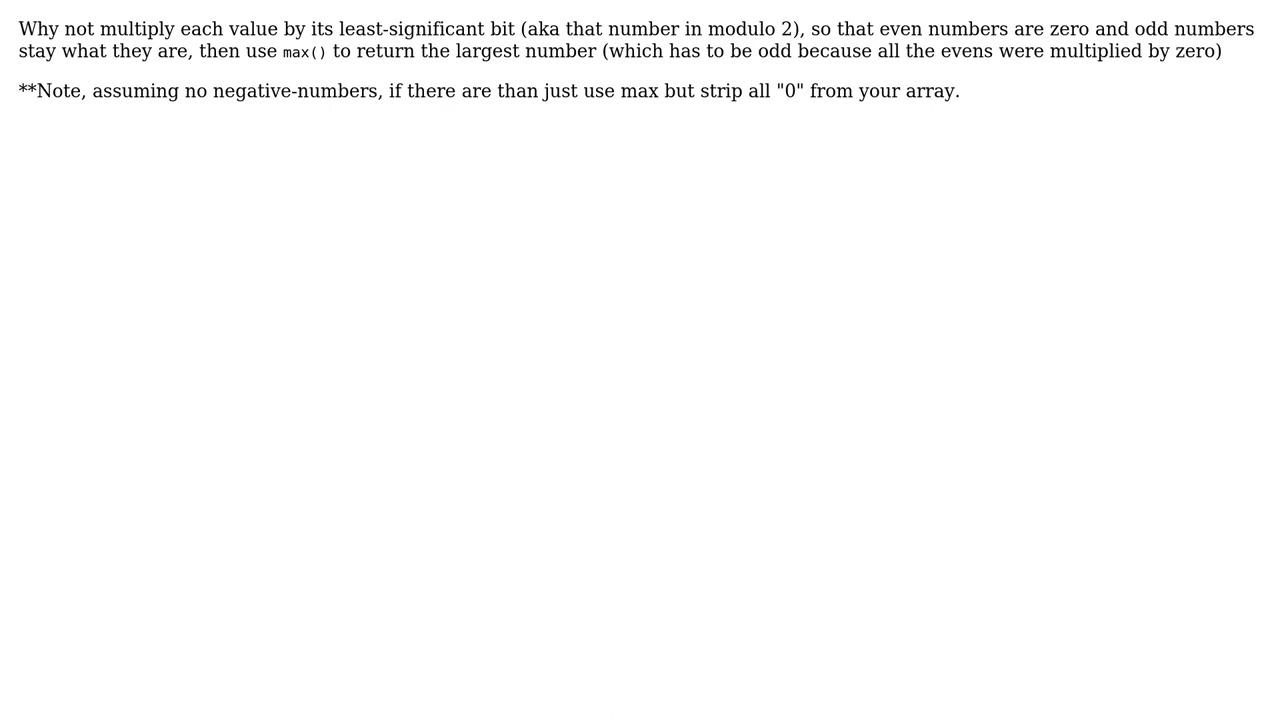 Why not multiply each value by its least-significant bit (aka that number in modulo 2), so that even numbers are zero and odd numbers
stay what they are, then use max() to return the largest number (which has to be odd because all the evens were multiplied by zero)
**Note, assuming no negative-numbers, if there are than just use max but strip all "0" from your array.